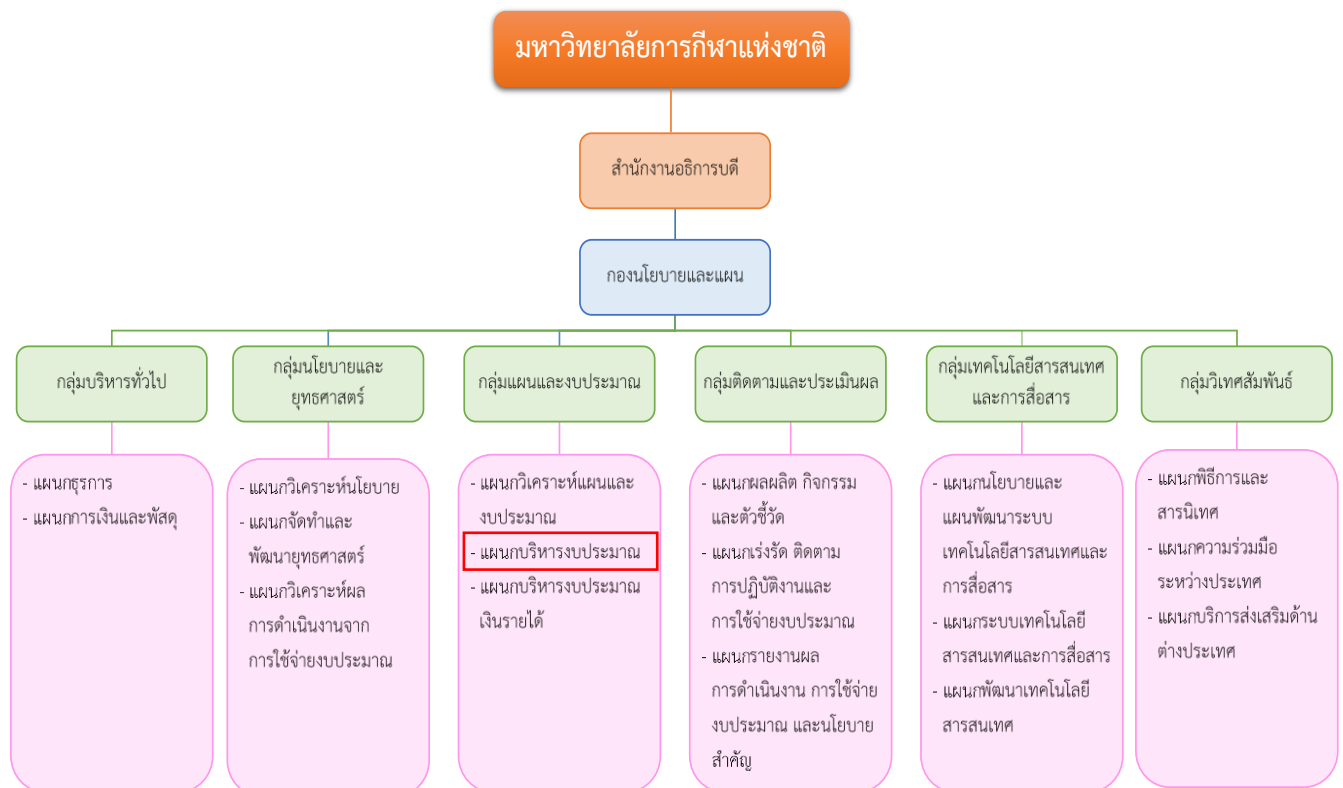 มหาวิทยาลัยการกีฬาแห่งชาติ
สำนักงานอธิการบดี
กองนโยบายและแผน
กลุ่มบริหารทั่วไป
- แผนกธุรการ
- แผนกการเงินและพัสดุ
กลุ่มนโยบายและ
ยุทธศาสตร์
- แผนกวิเคราะห์นโยบาย
- แผนกจัดทำและ
พัฒนายุทธศาสตร์
- แผนกวิเคราะห์ผล
การดำเนินงานจาก
การใช้จ่ายงบประมาณ
กลุ่มแผนและงบประมาณ
- แผนกวิเคราะห์แผนและ
งบประมาณ
- แผนกบริหารงบประมาณ
- แผนกบริหารงบประมาณ
เงินรายได้
กลุ่มติดตามและประเมินผล
- แผนกผลผลิต กิจกรรม
และตัวชี้วัด
- แผนกเร่งรัด ติดตาม
การปฏิบัติงานและ
การใช้จ่ายงบประมาณ
- แผนกรายงานผล
การดำเนินงาน การใช้จ่าย
งบประมาณ และนโยบาย
สำคัญ
กลุ่มเทคโนโลยีสารสนเทศ
และการสื่อสาร
- แผนกนโยบายและ
แผนพัฒนาระบบ
เทคโนโลยีสารสนเทศและ
การสื่อสาร
- แผนกระบบเทคโนโลยี
สารสนเทศและการสื่อสาร
- แผนกพัฒนาเทคโนโลยี
สารสนเทศ
กลุ่มวิเทศสัมพันธ์
- แผนกพิธีการและ
สารนิเทศ
- แผนกความร่วมมือ
ระหว่างประเทศ
- แผนกบริการส่งเสริมด้าน
ต่างประเทศ